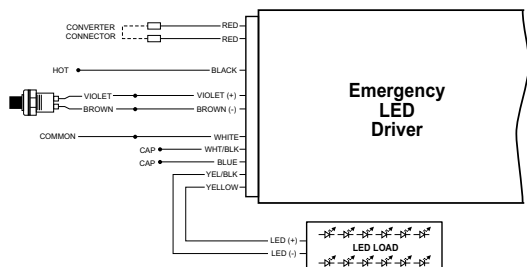 CONVERTER
CONNECTOR
RED
RED
HOT
BLACK
VIOLET
VIOLET (+)
BROWN
BROWN (-)
COMMON
WHITE
CAP
WHT/BLK
CAP
BLUE
YEL/BLK
YELLOW
Emergency
LED
Driver
LED (+)
LED (-)
LED LOAD